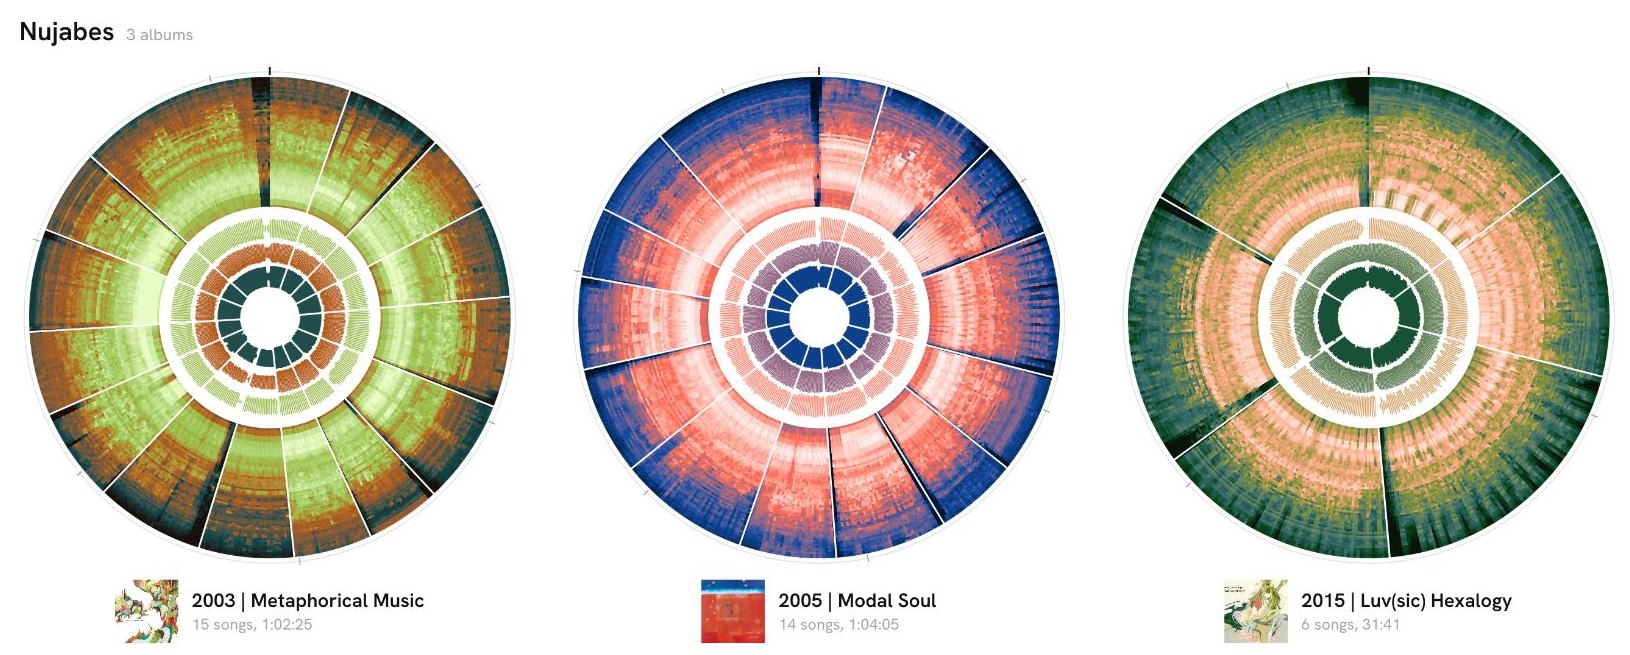 Nujabes 3 albums
2003 | Metaphorical Music
15 songs, 1:02:25
2005 | Modal Soul
14 songs, 1:04:05
2015 | Luv(sic) Hexalogy
6 songs, 31:41